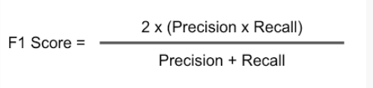 2 x (Precision x Recall)
F1 Score =
Precision + Recall